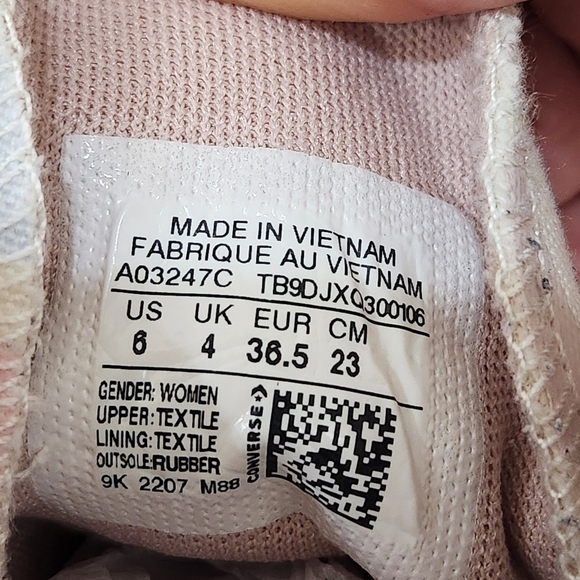 MADE IN VIETNAM
FABRIQUE AU VIETNAM
A03247C TB9DJXQ300106
US UK EUR CM
6 4 36.5 23
GENDER: WOMEN
UPPER: TEXTILE
LINING: TEXTILE
OUTSOLE:RUBBER
9K 2207 M88
CONVERSE